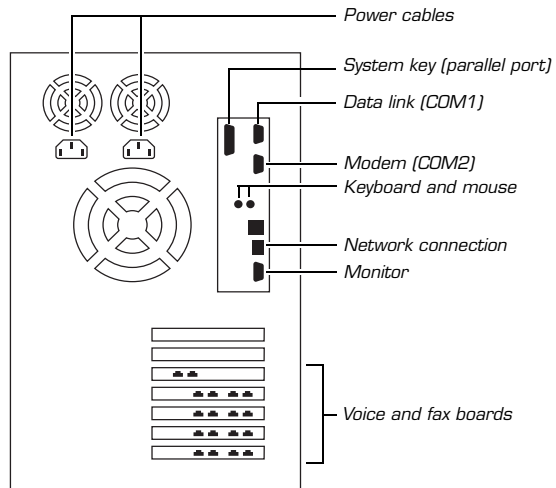 Power cables
System key (parallel port)
Data link (COM1)
Modem (COM2)
Keyboard and mouse
Network connection
Monitor
Voice and fax boards